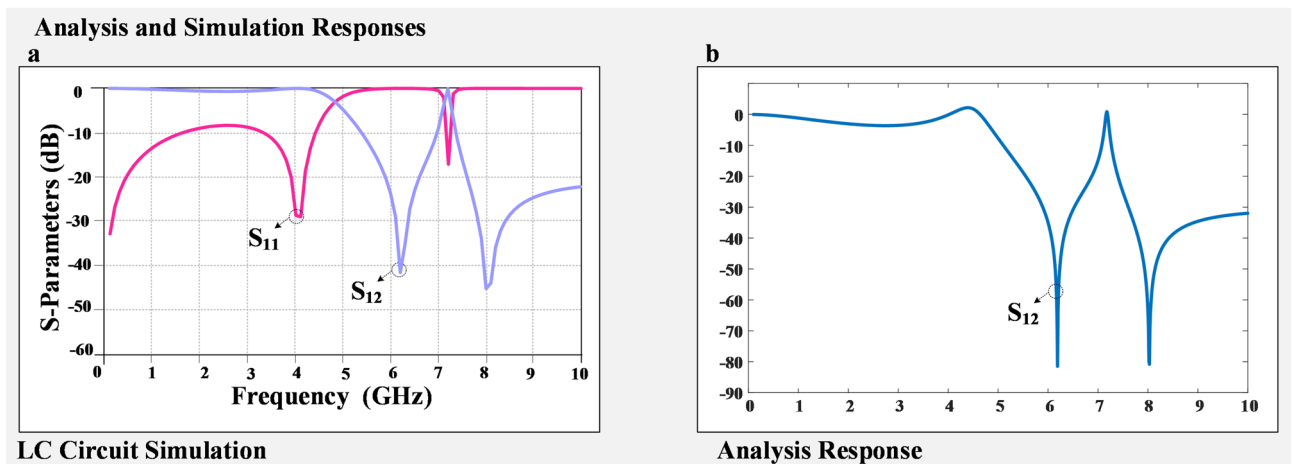 Analysis and Simulation Responses
a
b
S-Parameters (dB)
0
-10
-20
-30
-40
-50
-60
0 1 2 3 4 5 6 7 8 9 10
Frequency (GHz)
S11
S12
LC Circuit Simulation
0
-10
-20
-30
-40
-50
-60
-70
-80
-90
0 1 2 3 4 5 6 7 8 9 10
S12
Analysis Response